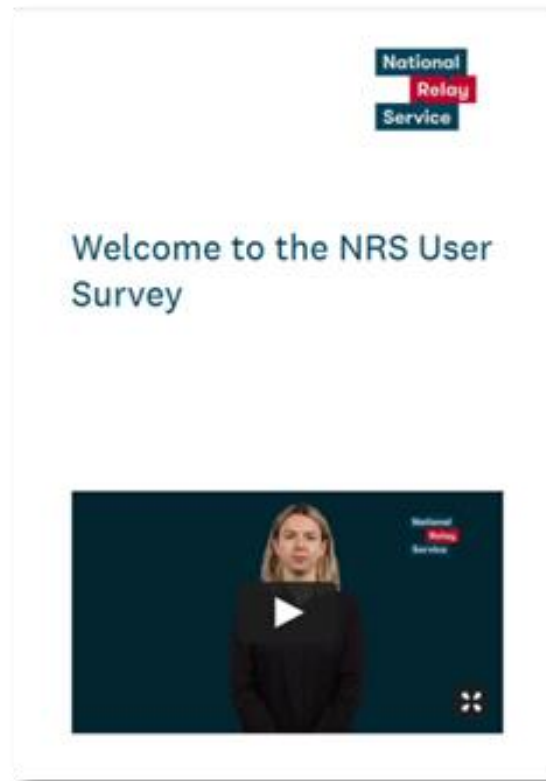 National
Relay
Service
Welcome to the NRS User
Survey
National
Relay
Service